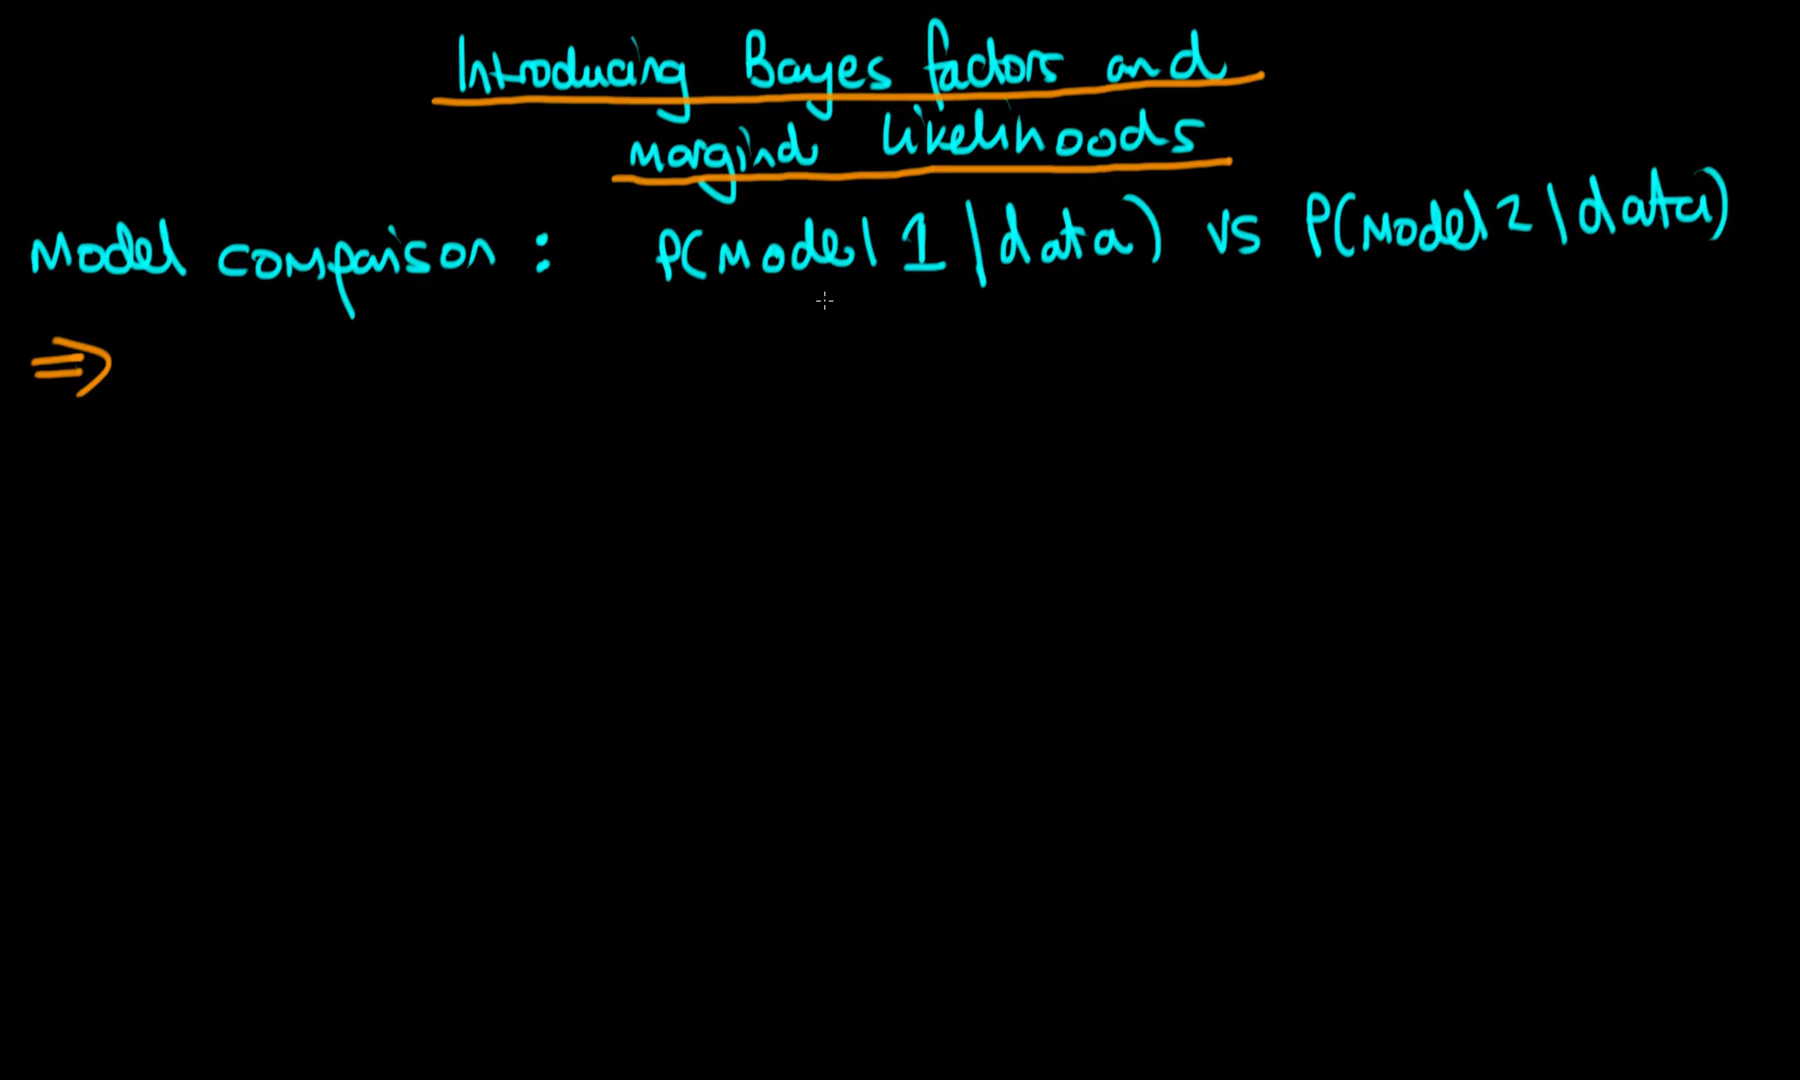 Introducing Bayes factors and
marginal likelihoods
Model comparison : P(Model 1 | data) vs P(Model 2 | data)
⇒